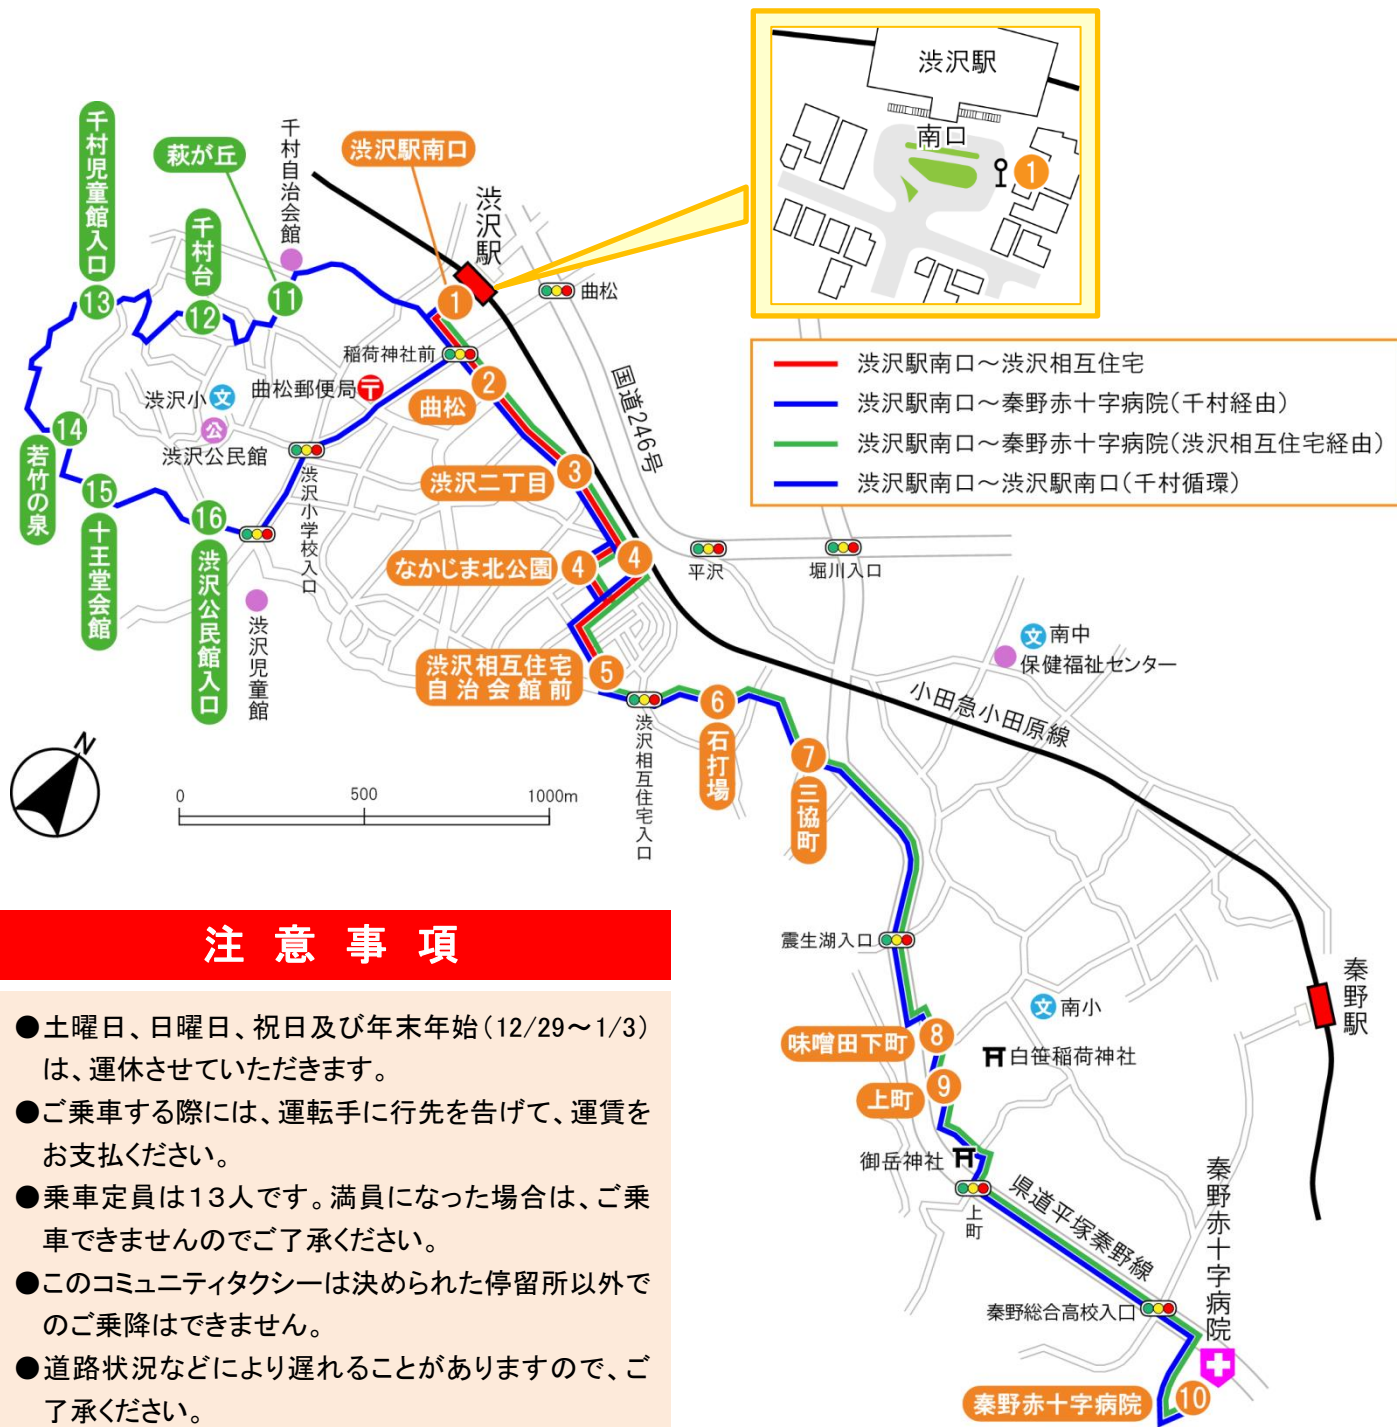 渋沢駅
南口
1
千村児童館入口
萩が丘
千村自治会館
渋沢駅南口
渋沢駅
千村台
13
12
11
1
曲松
稲荷神社前
2
曲松郵便局
渋沢小
文
公
渋沢公民館
曲松
国道246号
渋沢駅南口～渋沢相互住宅
渋沢駅南口～秦野赤十字病院(千村経由)
渋沢駅南口～秦野赤十字病院(渋沢相互住宅経由)
渋沢駅南口～渋沢駅南口(千村循環)
14
若竹の泉
15
十王堂会館
16
渋沢公民館入口
渋沢小学校入口
渋沢児童館
3
渋沢二丁目
なかじま北公園
4
4
平沢
堀川入口
渋沢相互住宅
自治会館前
5
渋沢相互住宅入口
6
石打場
7
三協町
文
南中
保健福祉センター
小田急小田原線
N
0
500
1000m
震生湖入口
秦野駅
文
南小
味噌田下町
8
白笹稲荷神社
上町
9
御岳神社
上町
県道平塚秦野線
秦野赤十字病院
秦野総合高校入口
秦野赤十字病院
10
注意事項
●土曜日、日曜日、祝日及び年末年始(12/29～1/3)
は、運休させていただきます。
●ご乗車する際には、運転手に行先を告げて、運賃を
お支払ください。
●乗車定員は13人です。満員になった場合は、ご乗
車できませんのでご了承ください。
●このコミュニティタクシーは決められた停留所以外で
のご乗降はできません。
●道路状況などにより遅れることがありますので、ご
了承ください。